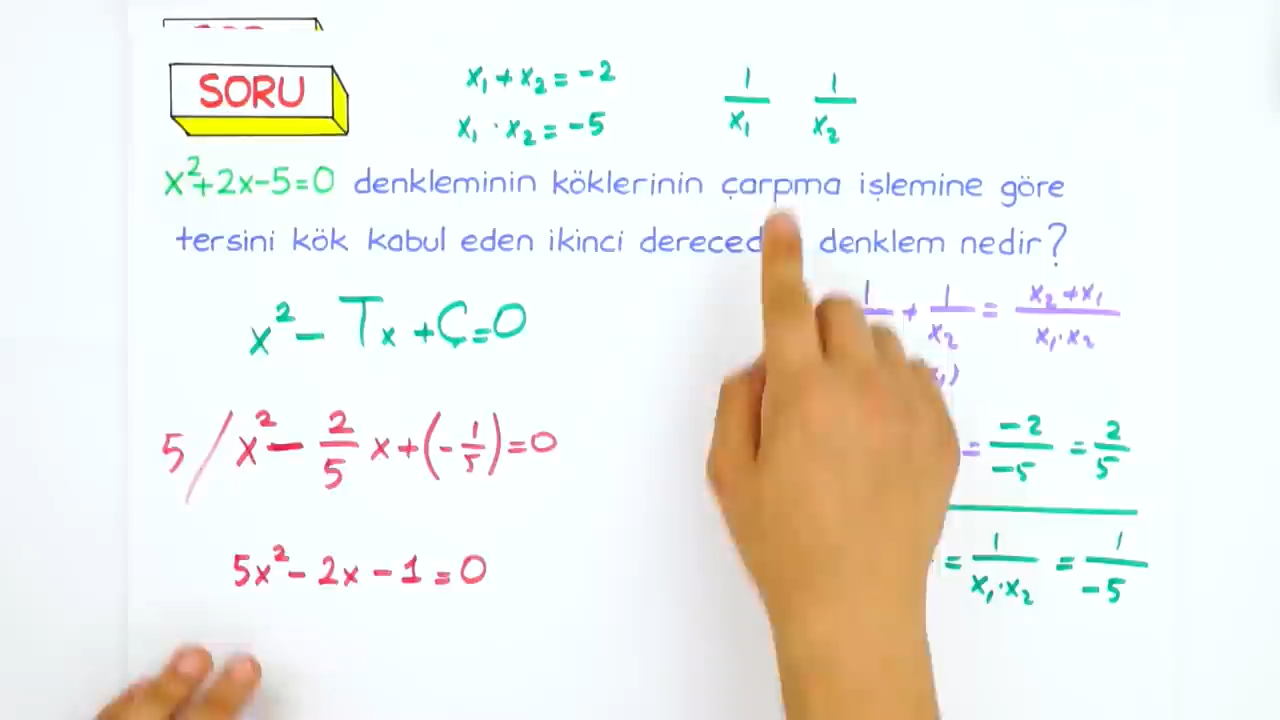 SORU
x₁ + x₂ = -2
x₁ · x₂ = -5
1/x₁ 1/x₂
x²+2x-5=0 denkleminin köklerinin çarpma işlemine göre
tersini kök kabul eden ikinci denklem nedir?
x² - Tx + Ç = 0
1 + 1/x₂ = (x₂ + x₁)/(x₁·x₂)
5 / x² - 2/5 x + (-1/5) = 0
= -2/-5 = 2/5
5x² - 2x - 1 = 0
= 1/(x₁·x₂) = 1/-5